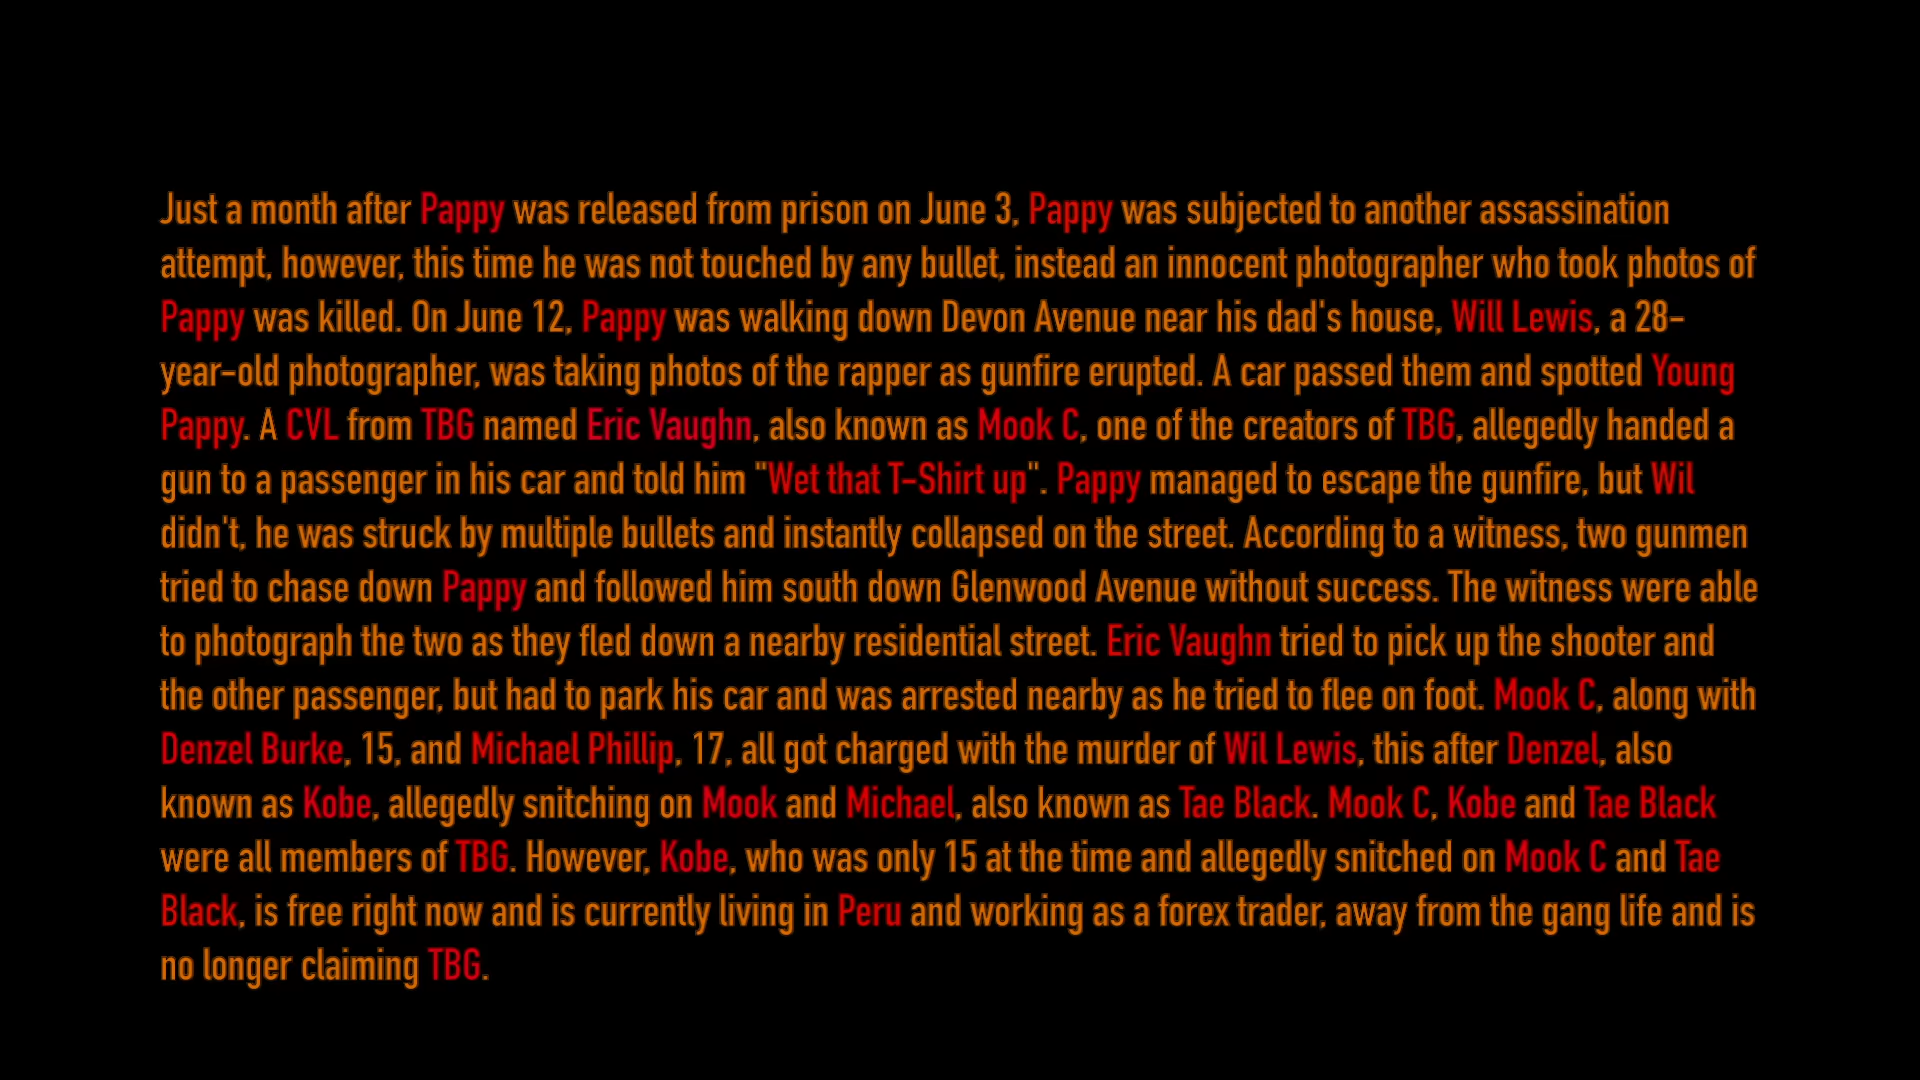 Just a month after Pappy was released from prison on June 3, Pappy was subjected to another assassination
attempt, however, this time he was not touched by any bullet, instead an innocent photographer who took photos of
Pappy was killed. On June 12, Pappy was walking down Devon Avenue near his dad's house, Will Lewis, a 28-
year-old photographer, was taking photos of the rapper as gunfire erupted. A car passed them and spotted Young
Pappy. A CVL from TBG named Eric Vaughn, also known as Mook C, one of the creators of TBG, allegedly handed a
gun to a passenger in his car and told him "Wet that T-Shirt up". Pappy managed to escape the gunfire, but Wil
didn't, he was struck by multiple bullets and instantly collapsed on the street. According to a witness, two gunmen
tried to chase down Pappy and followed him south down Glenwood Avenue without success. The witness were able
to photograph the two as they fled down a nearby residential street. Eric Vaughn tried to pick up the shooter and
the other passenger, but had to park his car and was arrested nearby as he tried to flee on foot. Mook C, along with
Denzel Burke, 15, and Michael Phillip, 17, all got charged with the murder of Wil Lewis, this after Denzel, also
known as Kobe, allegedly snitching on Mook and Michael, also known as Tae Black. Mook C, Kobe and Tae Black
were all members of TBG. However, Kobe, who was only 15 at the time and allegedly snitched on Mook C and Tae
Black, is free right now and is currently living in Peru and working as a forex trader, away from the gang life and is
no longer claiming TBG.